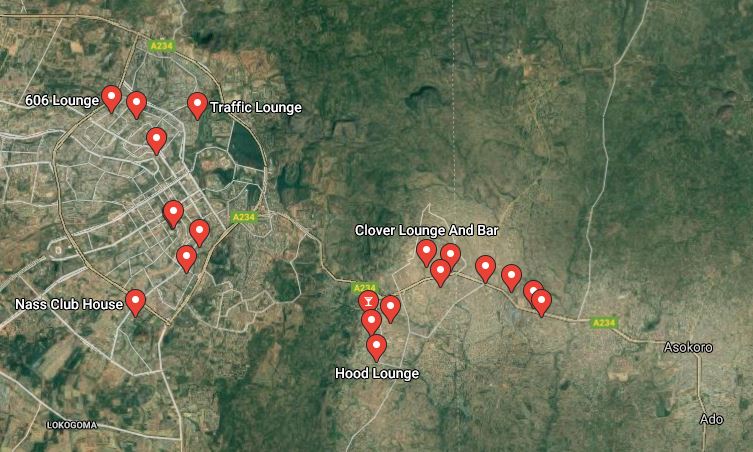 A234
606 Lounge
Traffic Lounge
A234
Clover Lounge And Bar
A234
Nass Club House
A234
Asokoro
Hood Lounge
Ado
LOKOGOMA